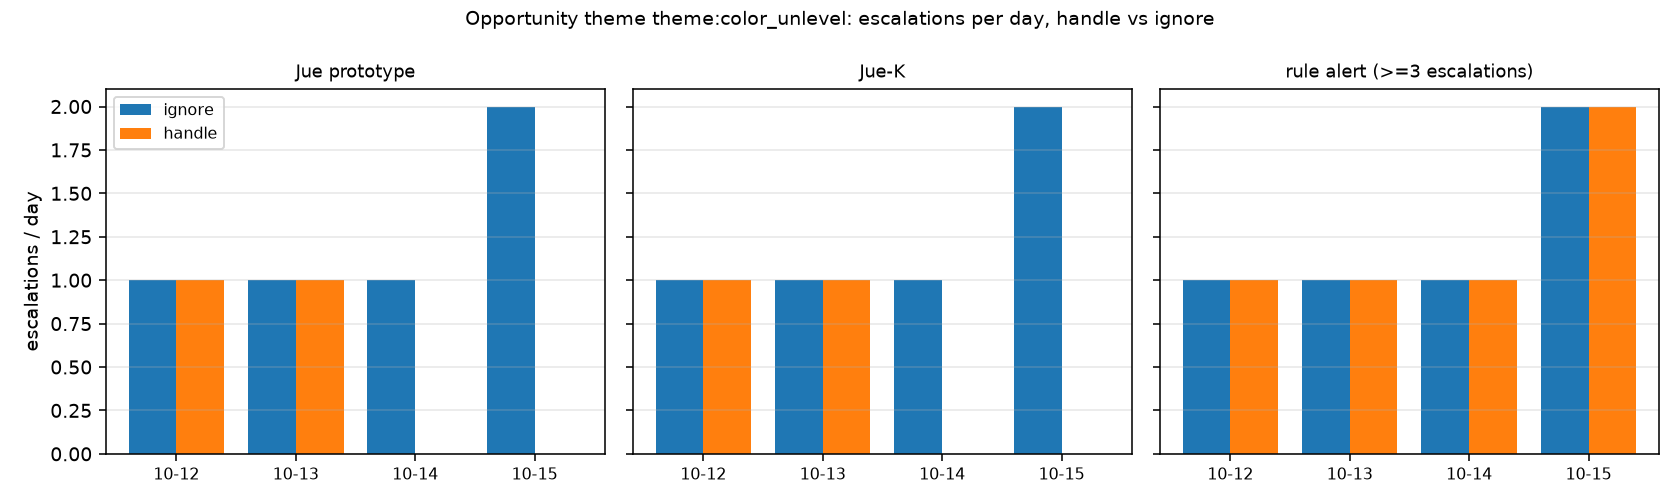 Opportunity theme theme:color_unlevel: escalations per day, handle vs ignore
Jue prototype
Jue-K
rule alert (>=3 escalations)
ignore
handle
escalations / day
2.00
1.75
1.50
1.25
1.00
0.75
0.50
0.25
0.00
10-12 10-13 10-14 10-15
10-12 10-13 10-14 10-15
10-12 10-13 10-14 10-15